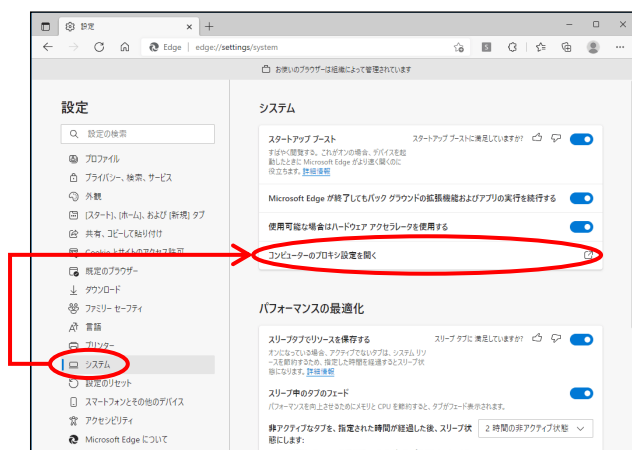 設定
Edge
edge://settings/system
お使いのブラウザーは組織によって管理されています
設定
設定の検索
プロファイル
プライバシー、検索、サービス
外観
[スタート]、[ホーム]、および [新規] タブ
共有、コピーして貼り付け
Cookie とサイトのアクセス許可
既定のブラウザー
ダウンロード
ファミリー セーフティ
言語
プリンター
システム
設定のリセット
スマートフォンとその他のデバイス
アクセシビリティ
Microsoft Edge について
システム
スタートアップ ブースト
スタートアップ ブーストに満足していますか?
すばやく閲覧する。これがオンの場合、デバイスを起
動したときに Microsoft Edge がより速く開くのに
役立ちます。詳細情報
Microsoft Edge が終了してもバック グラウンドの拡張機能およびアプリの実行を続行する
使用可能な場合はハードウェア アクセラレータを使用する
コンピューターのプロキシ設定を開く
パフォーマンスの最適化
スリープタブでリソースを保存する
スリープ タブに 満足していますか?
オンになっている場合、アクティブでないタブは、システム リソ
ースを節約するため、指定した時間を経過するとスリープ状
態になります。詳細情報
スリープ中のタブのフェード
パフォーマンスを向上させるためにメモリと CPU を節約すると、タブがフェード表示されます。
非アクティブなタブを、指定された時間が経過した後、スリープ状
態にします:
2 時間の非アクティブ状態